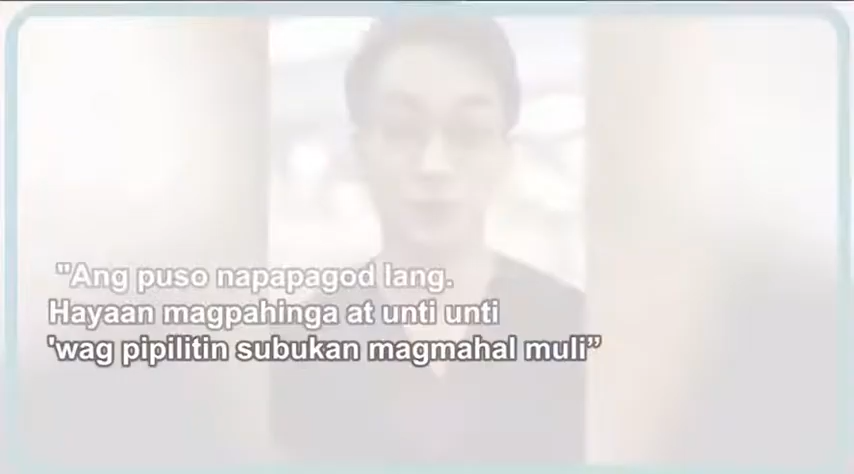 "Ang puso napapagod lang.
Hayaan magpahinga at unti unti
'wag pipilitin subukan magmahal muli”